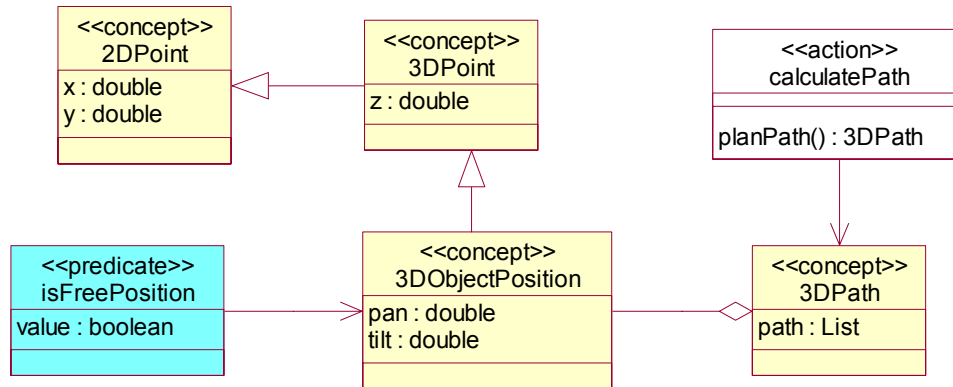 <<concept>>
2DPoint
x : double
y : double
<<concept>>
3DPoint
z : double
<<action>>
calculatePath
planPath() : 3DPath
<<predicate>>
isFreePosition
value : boolean
<<concept>>
3DObjectPosition
pan : double
tilt : double
<<concept>>
3DPath
path : List